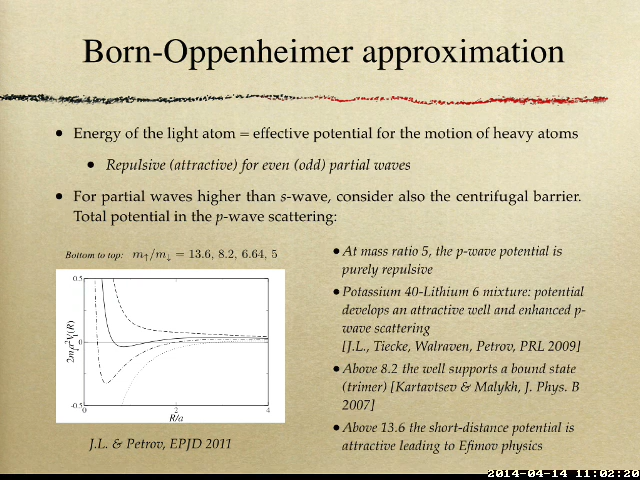 Born-Oppenheimer approximation
• Energy of the light atom = effective potential for the motion of heavy atoms
• Repulsive (attractive) for even (odd) partial waves
• For partial waves higher than s-wave, consider also the centrifugal barrier.
Total potential in the p-wave scattering:
Bottom to top: m↑/m↓ = 13.6, 8.2, 6.64, 5
0.5
0
-0.5
0
2
4
R/a
J.L. & Petrov, EPJD 2011
• At mass ratio 5, the p-wave potential is
purely repulsive
• Potassium 40-Lithium 6 mixture: potential
develops an attractive well and enhanced p-
wave scattering
[J.L., Tiecke, Walraven, Petrov, PRL 2009]
• Above 8.2 the well supports a bound state
(trimer) [Kartavtsev & Malykh, J. Phys. B
2007]
• Above 13.6 the short-distance potential is
attractive leading to Efimov physics
2014-04-14 11:02:20